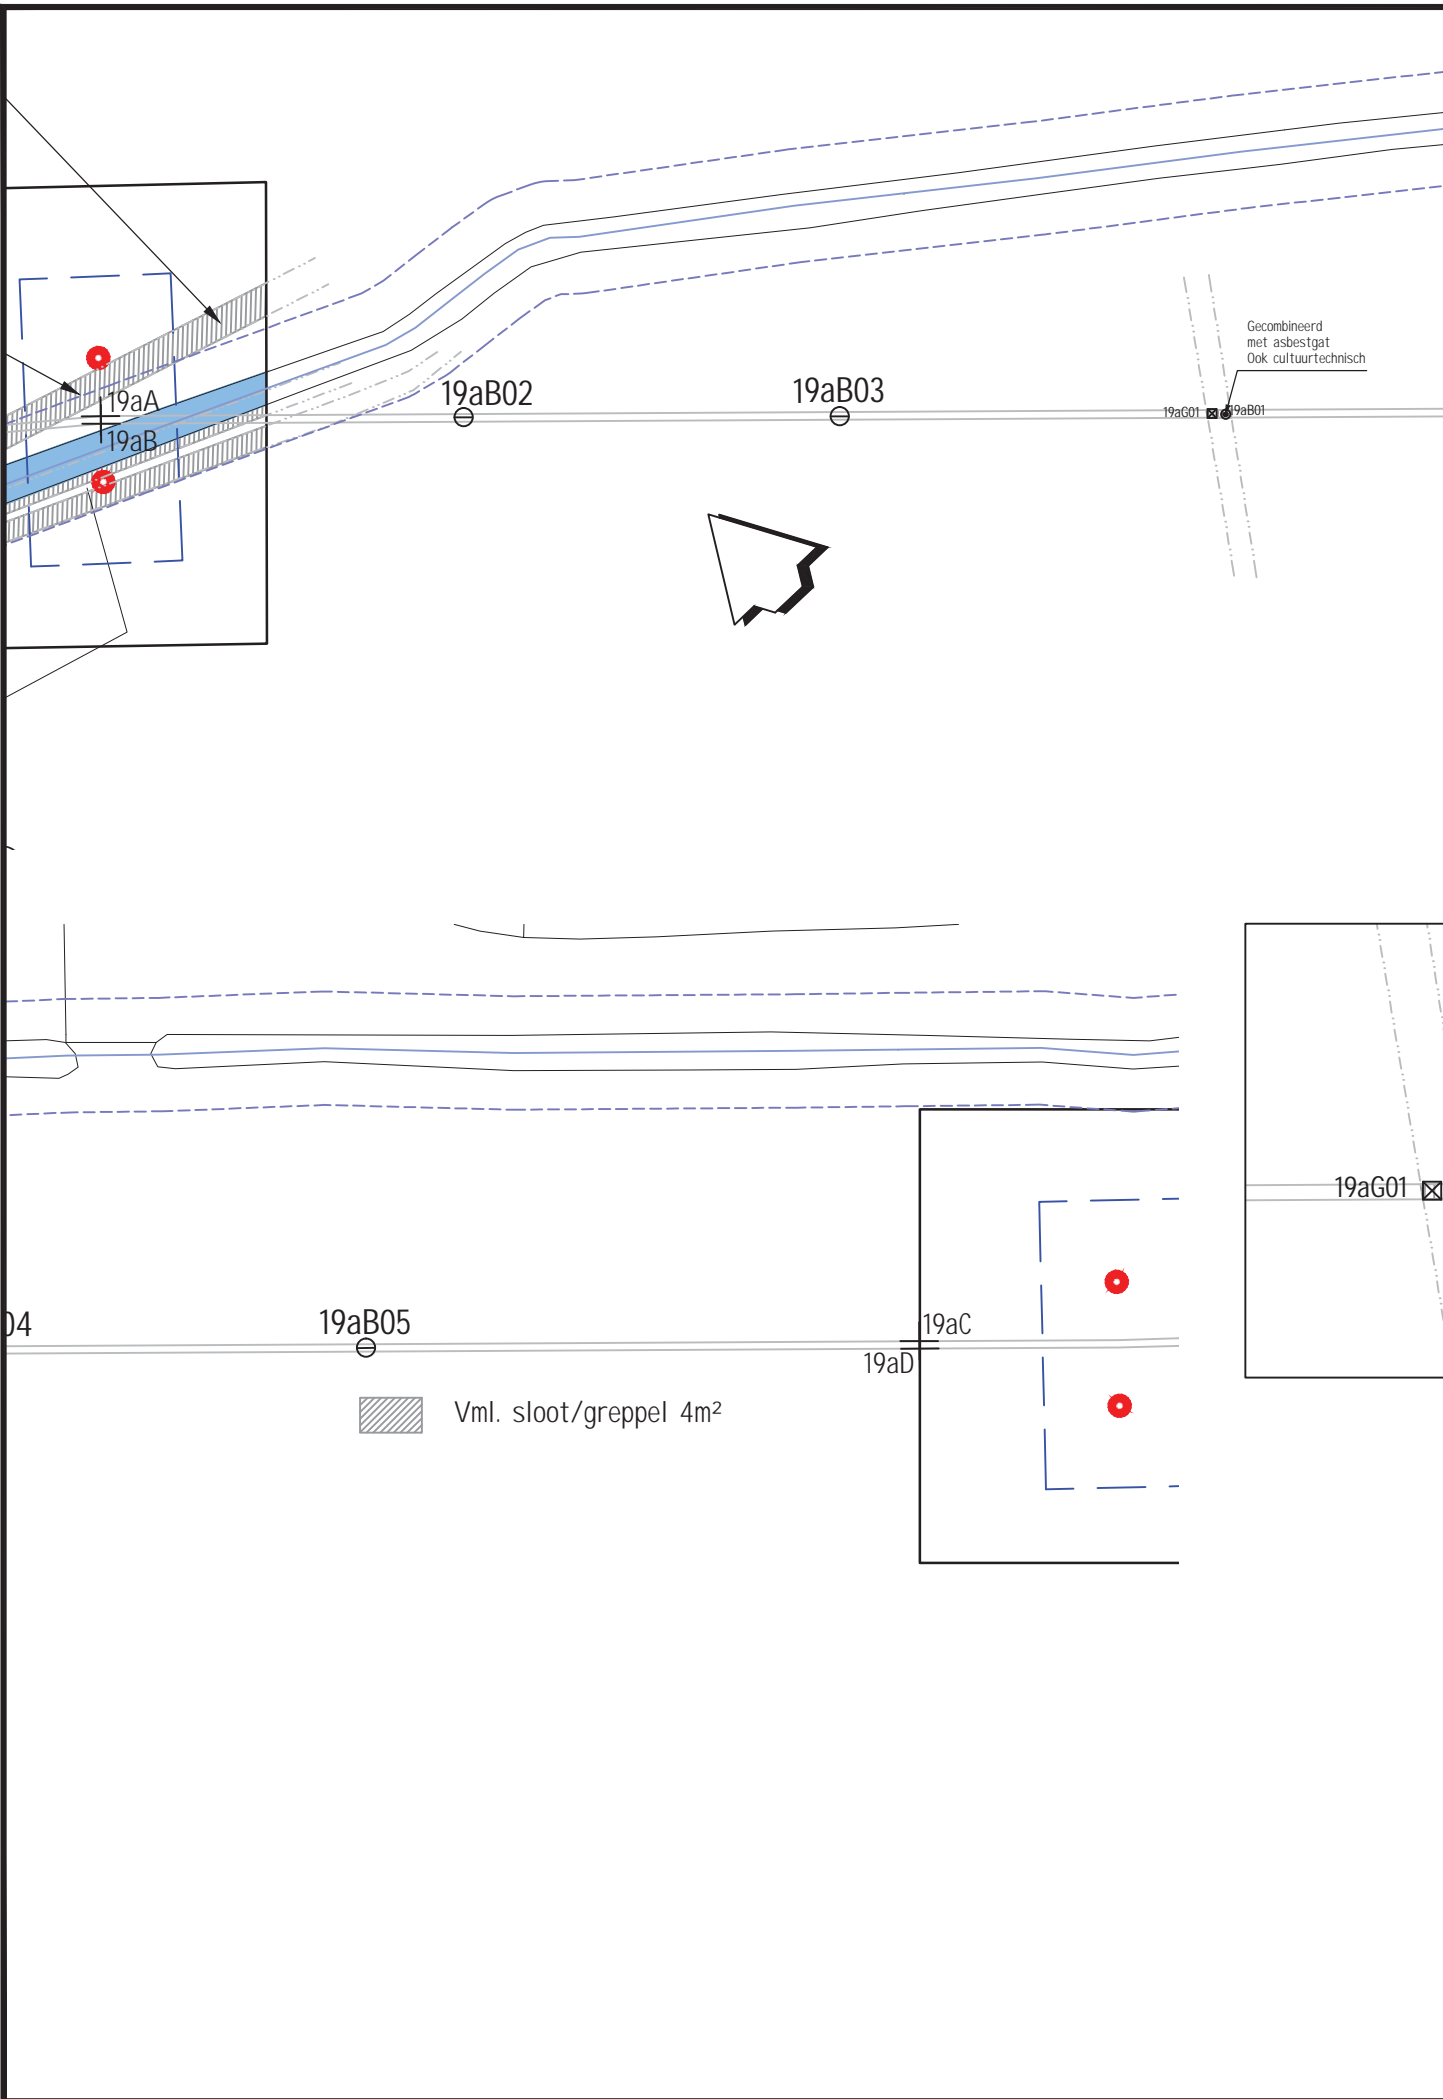 Gecombineerd
met asbestgat
Ook cultuurtechnisch
19aA
19aB02
19aB03
19aG01
19aB01
19aB
19aG01
04
19aB05
19aC
19aD
Vml. sloot/greppel 4m²